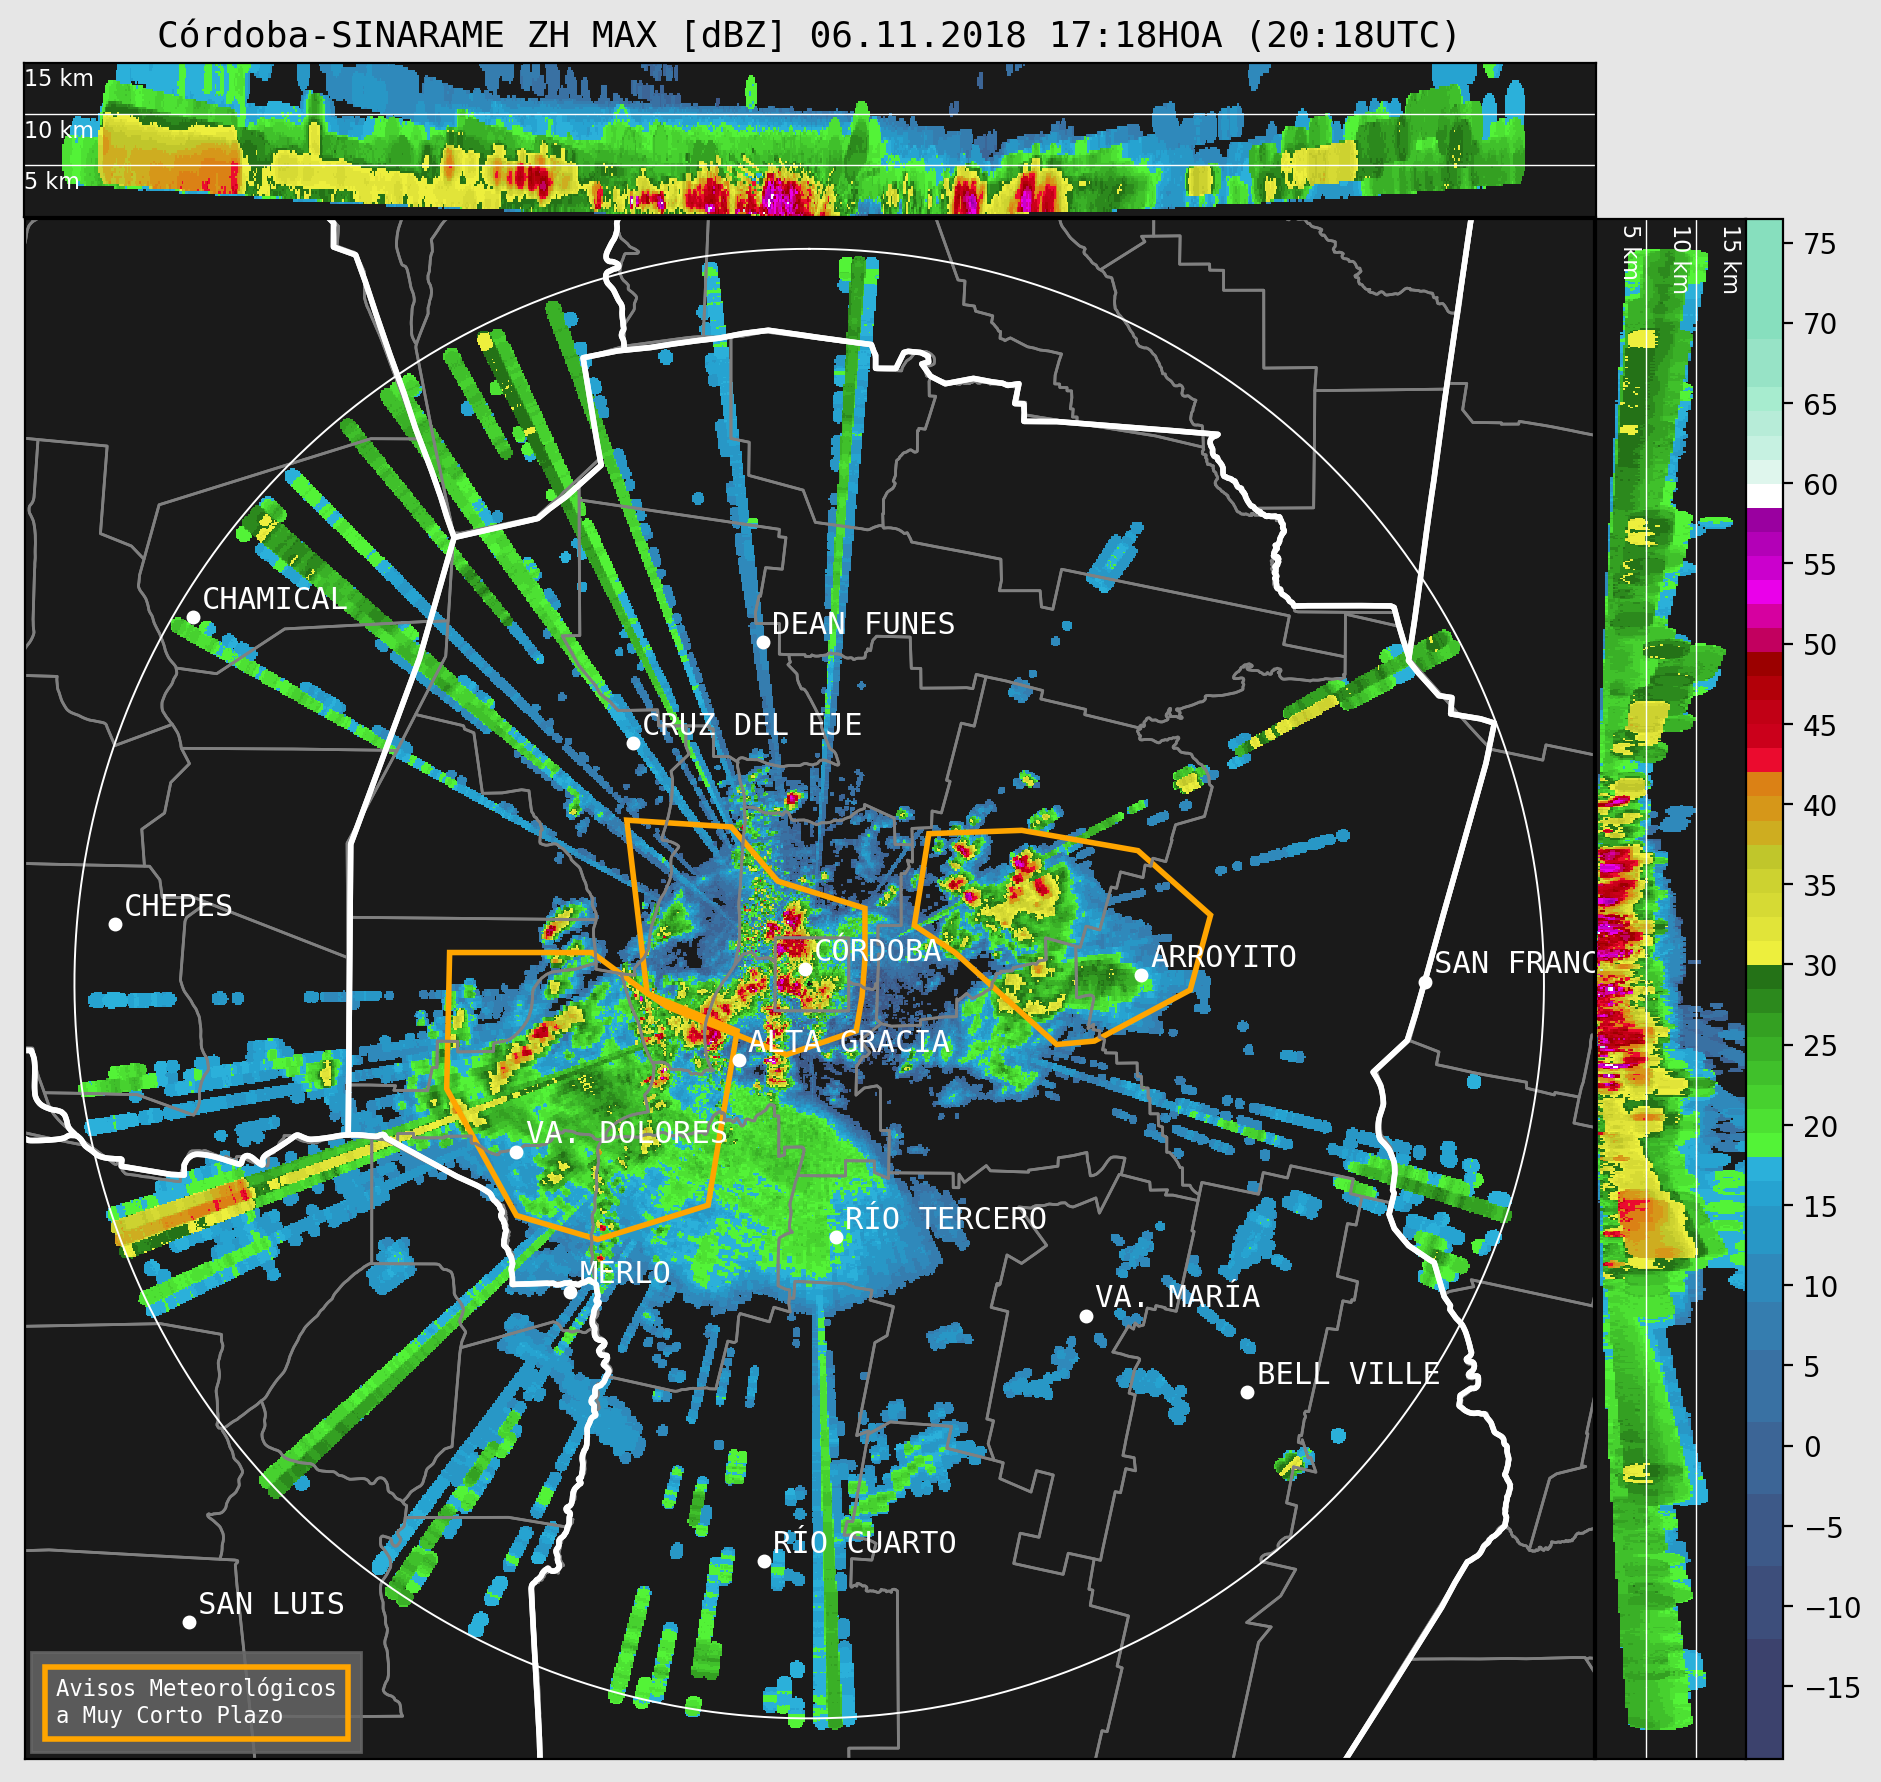 Córdoba-SINARAME ZH MAX [dBZ] 06.11.2018 17:18HOA (20:18UTC)
15 km
10 km
5 km
5 km
10 km
15 km
75
70
65
60
55
50
45
40
35
30
25
20
15
10
5
0
−5
−10
−15
CHAMICAL
DEAN FUNES
CRUZ DEL EJE
CHEPES
CÓRDOBA
ARROYITO
SAN FRANC
ALTA GRACIA
VA. DOLORES
RÍO TERCERO
MERLO
VA. MARÍA
BELL VILLE
RÍO CUARTO
SAN LUIS
Avisos Meteorológicos
a Muy Corto Plazo